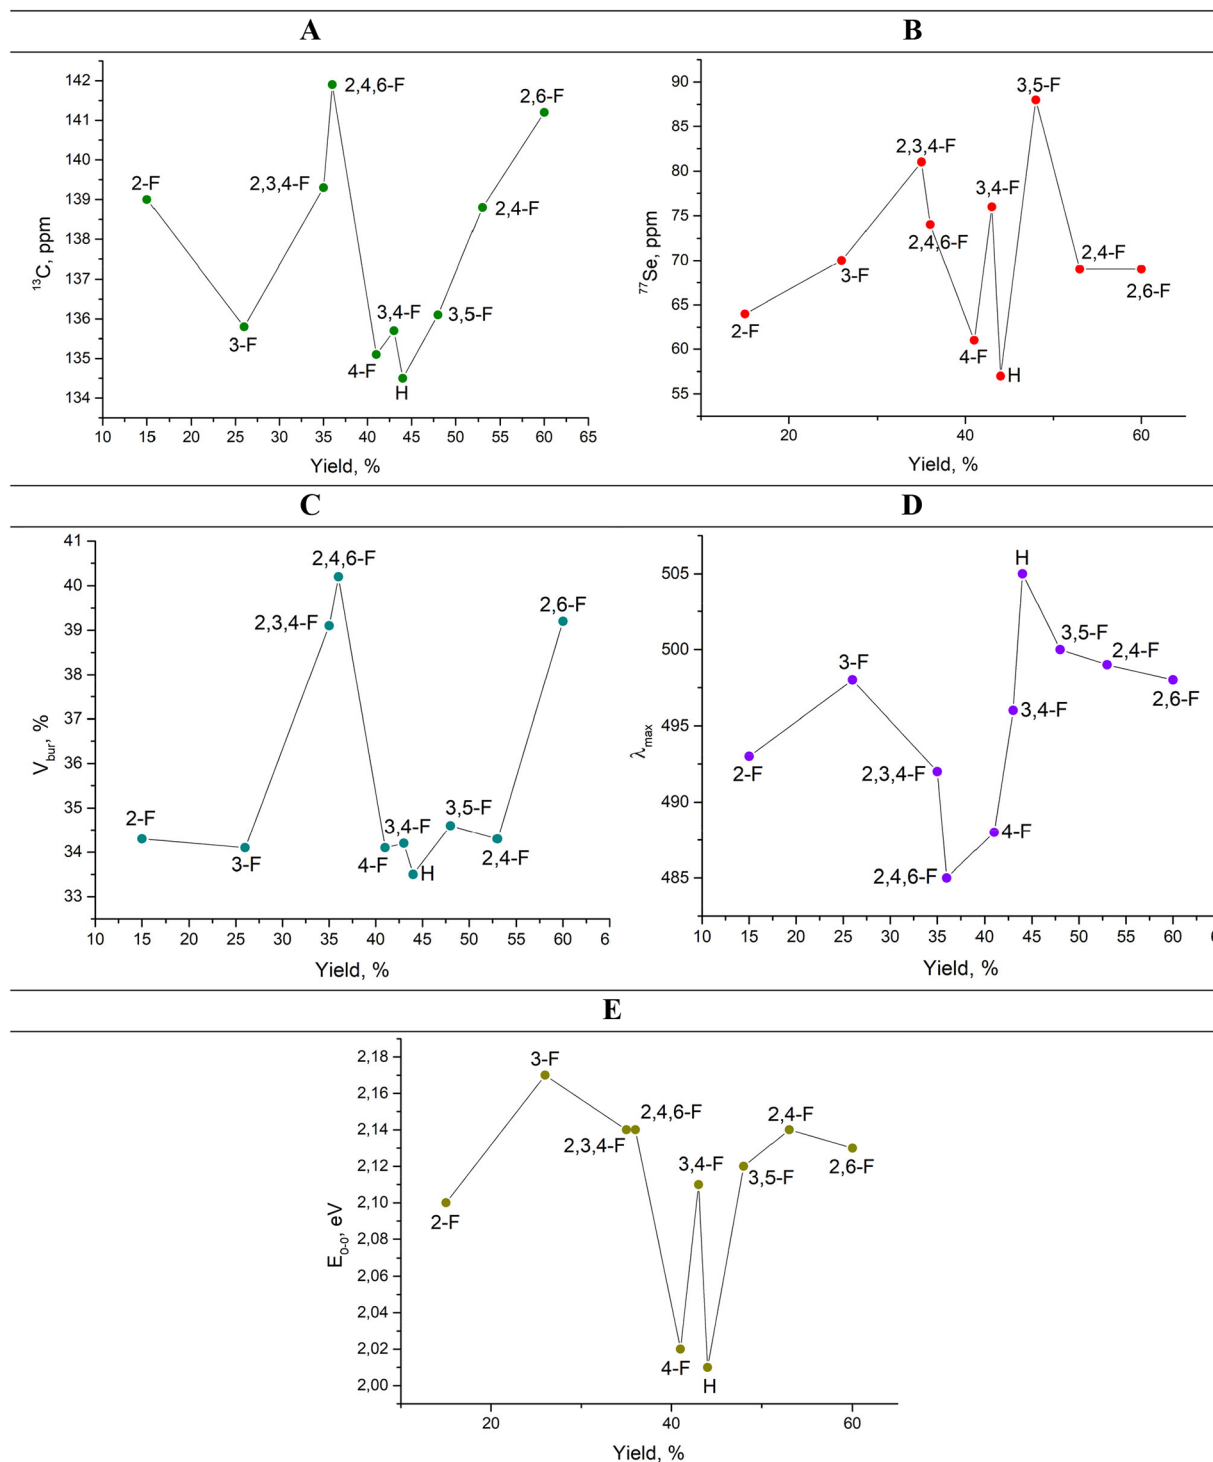 A
B
142
141
140
139
138
137
136
135
134
¹³C, ppm
2-F
3-F
2,3,4-F
2,4,6-F
4-F
3,4-F
H
3,5-F
2,4-F
2,6-F
10 15 20 25 30 35 40 45 50 55 60 65
Yield, %
90
85
80
75
70
65
60
55
⁷⁷Se, ppm
2-F
3-F
2,3,4-F
2,4,6-F
4-F
3,4-F
H
3,5-F
2,4-F
2,6-F
20 40 60
Yield, %
C
D
41
40
39
38
37
36
35
34
33
V bur, %
2-F
3-F
2,3,4-F
2,4,6-F
4-F
3,4-F
H
3,5-F
2,4-F
2,6-F
10 15 20 25 30 35 40 45 50 55 60 6
Yield, %
505
500
495
490
485
λmax
2-F
3-F
2,3,4-F
2,4,6-F
4-F
3,4-F
H
3,5-F
2,4-F
2,6-F
10 15 20 25 30 35 40 45 50 55 60 6
Yield, %
E
2,18
2,16
2,14
2,12
2,10
2,08
2,06
2,04
2,02
2,00
E0-0, eV
2-F
3-F
2,3,4-F
2,4,6-F
4-F
3,4-F
H
3,5-F
2,4-F
2,6-F
20 40 60
Yield, %